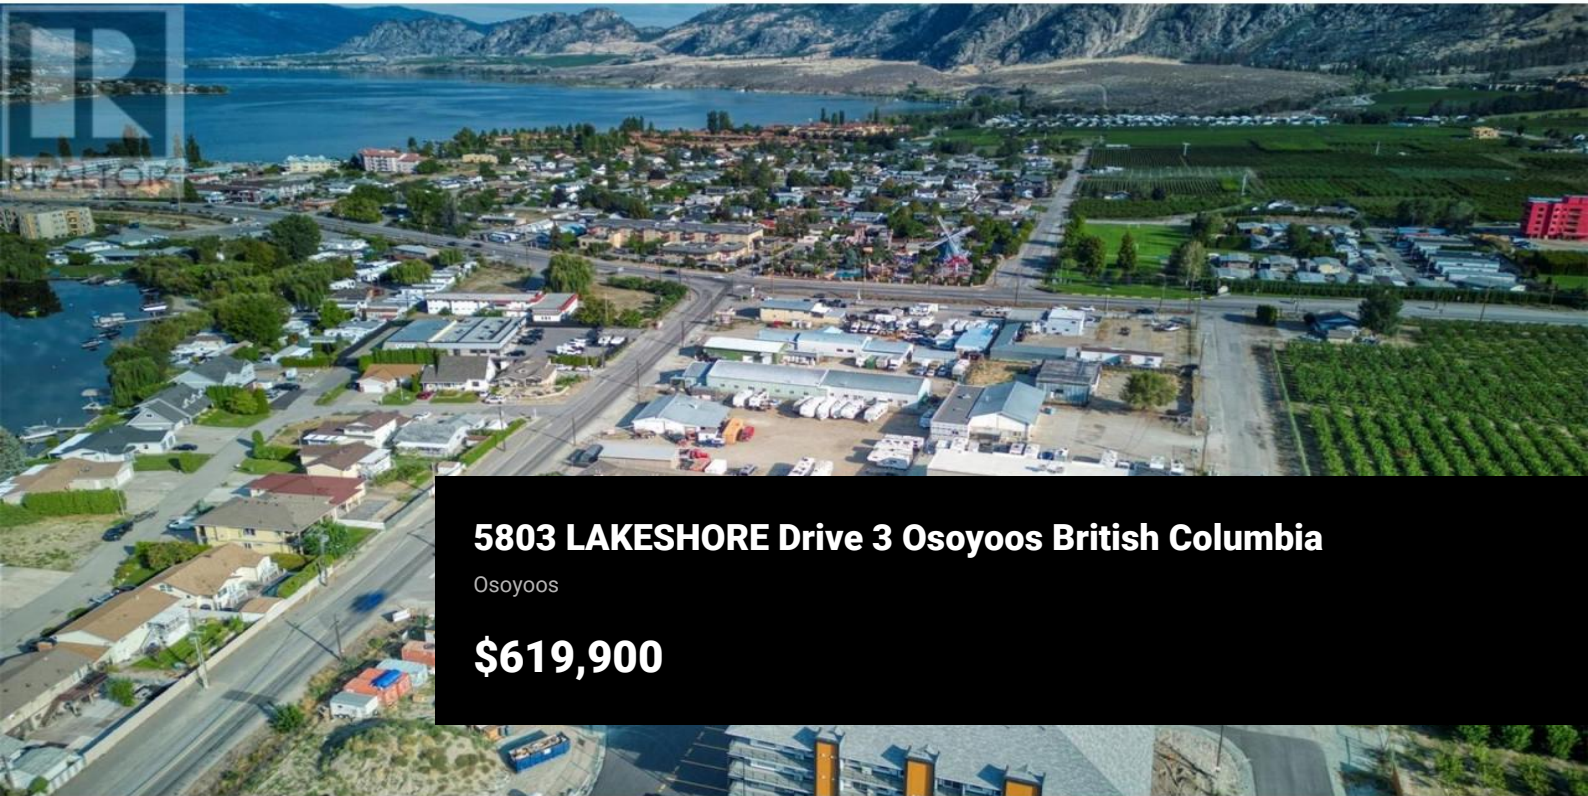 REALTOR
5803 LAKESHORE Drive 3 Osoyoos British Columbia
Osoyoos
$619,900